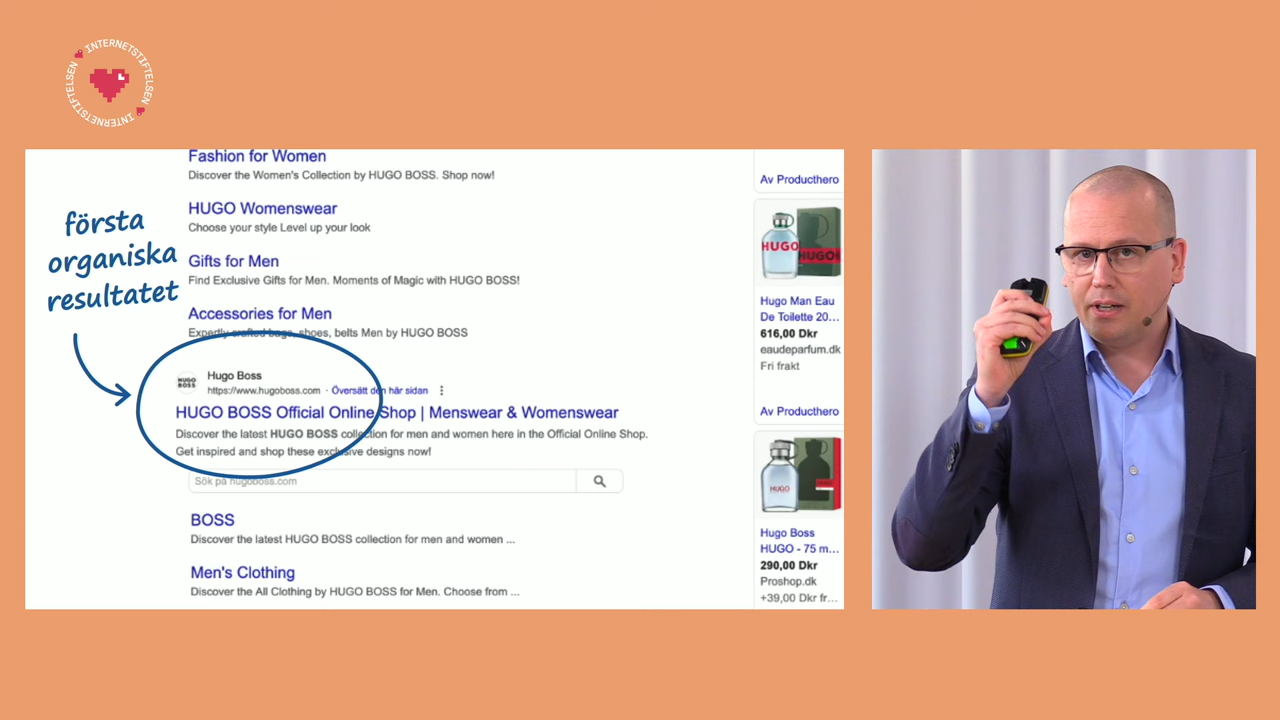 INTERNETSTIFTELSEN
INTERNETSTIFTELSEN
första
organiska
resultatet
Fashion for Women
Discover the Women's Collection by HUGO BOSS. Shop now!
HUGO Womenswear
Choose your style Level up your look
Gifts for Men
Find Exclusive Gifts for Men. Moments of Magic with HUGO BOSS!
Accessories for Men
Expertly crafted bags, shoes, belts Men by HUGO BOSS
HUGO
BOSS
Hugo Boss
https://www.hugoboss.com · Översätt den här sidan
HUGO BOSS Official Online Shop | Menswear & Womenswear
Discover the latest HUGO BOSS collection for men and women here in the Official Online Shop.
Get inspired and shop these exclusive designs now!
Sök på hugoboss.com
BOSS
Discover the latest HUGO BOSS collection for men and women ...
Men's Clothing
Discover the All Clothing by HUGO BOSS for Men. Choose from ...
Av Producthero
HUGO
HUGO
Hugo Man Eau
De Toilette 20...
616,00 Dkr
eaudeparfum.dk
Fri frakt
Av Producthero
HUGO
Hugo Boss
HUGO - 75 m...
290,00 Dkr
Proshop.dk
+39,00 Dkr fr...